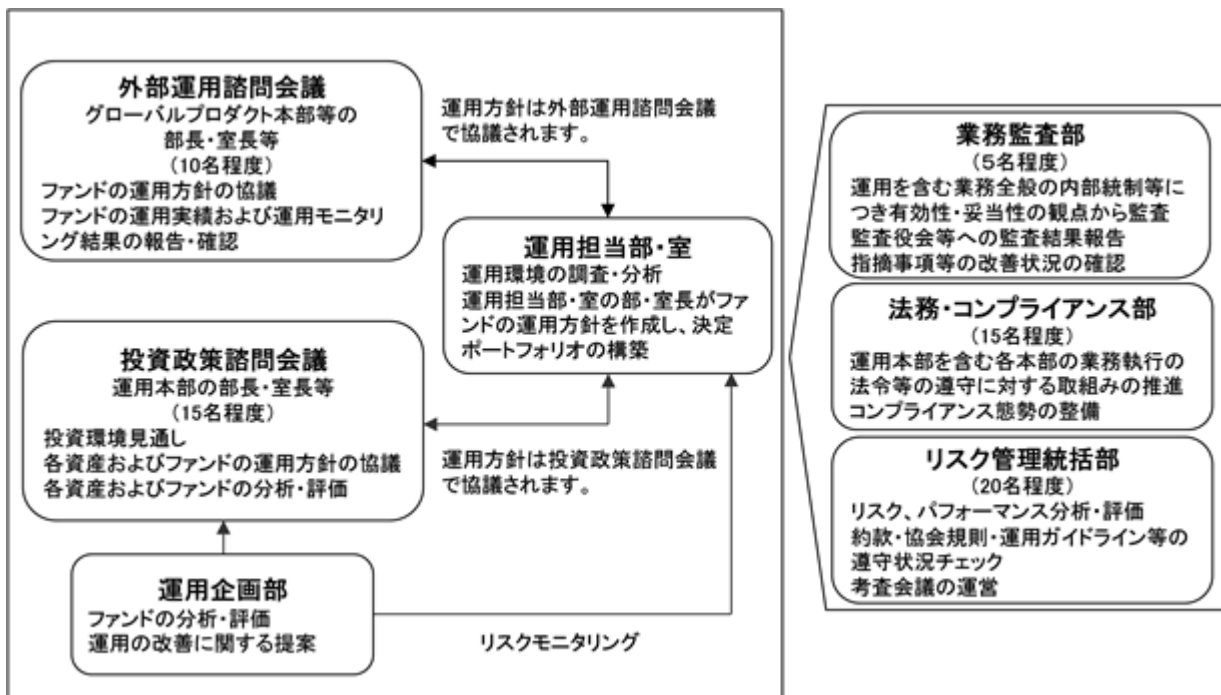 外部運用諮問会議
グローバルプロダクト本部等の
部長・室長等
(10名程度)
ファンドの運用方針の協議
ファンドの運用実績および運用モニタリ
ング結果の報告・確認
運用方針は外部運用諮問会議
で協議されます。
運用担当部・室
運用環境の調査・分析
運用担当部・室の部・室長がファ
ンドの運用方針を作成し、決定
ポートフォリオの構築
投資政策諮問会議
運用本部の部長・室長等
(15名程度)
投資環境見通し
各資産およびファンドの運用方針の協議
各資産およびファンドの分析・評価
運用方針は投資政策諮問会議
で協議されます。
運用企画部
ファンドの分析・評価
運用の改善に関する提案
リスクモニタリング
業務監査部
(5名程度)
運用を含む業務全般の内部統制等に
つき有効性・妥当性の観点から監査
監査役会等への監査結果報告
指摘事項等の改善状況の確認
法務・コンプライアンス部
(15名程度)
運用本部を含む各本部の業務執行の
法令等の遵守に対する取組みの推進
コンプライアンス態勢の整備
リスク管理統括部
(20名程度)
リスク、パフォーマンス分析・評価
約款・協会規則・運用ガイドライン等の
遵守状況チェック
考査会議の運営